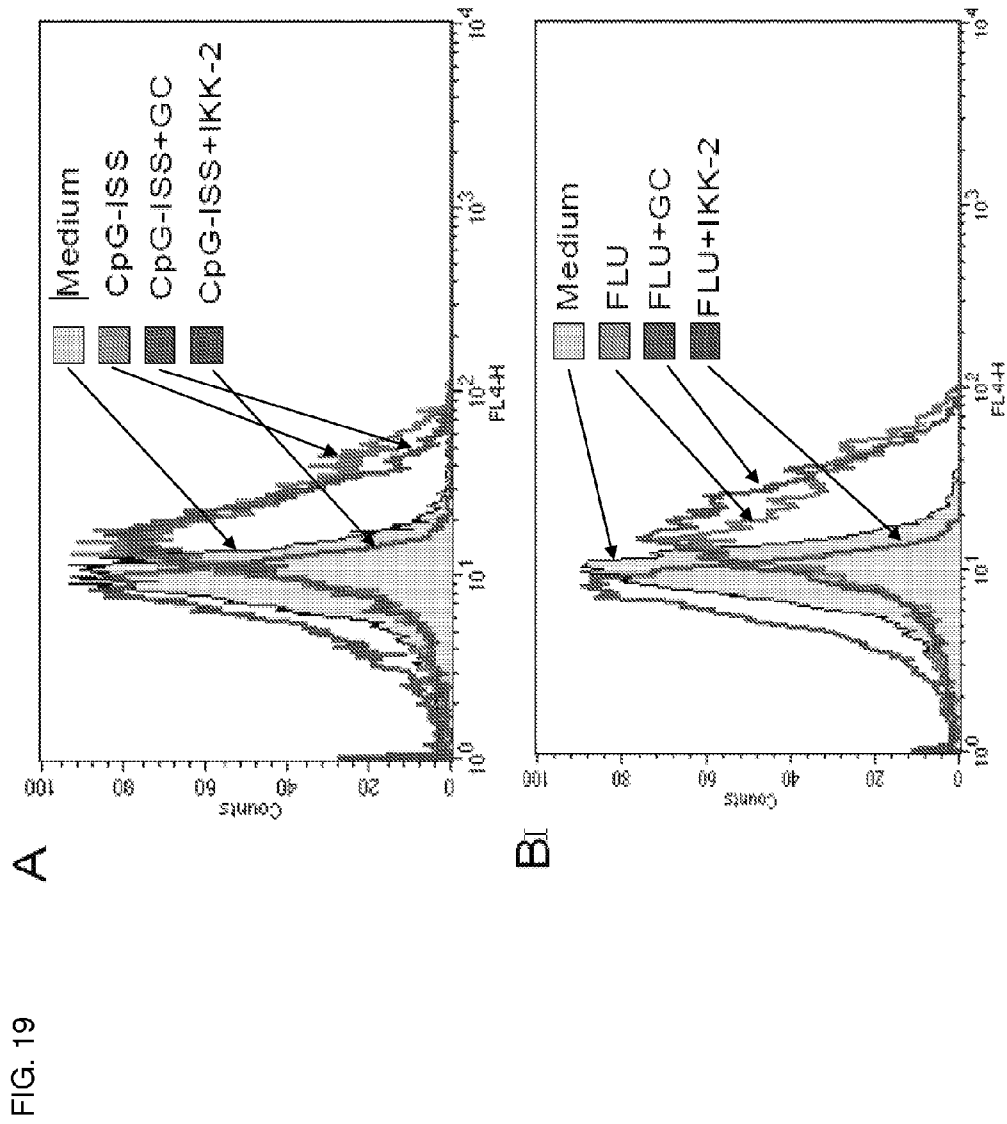 FIG. 19
A
100
80
60
40
20
0
Counts
10^0
10^1
10^2
10^3
10^4
FL4-H
Medium
CpG-ISS
CpG-ISS+GC
CpG-ISS+IKK-2
B
100
80
60
40
20
0
Counts
10^0
10^1
10^2
10^3
10^4
FL4-H
Medium
FLU
FLU+GC
FLU+IKK-2